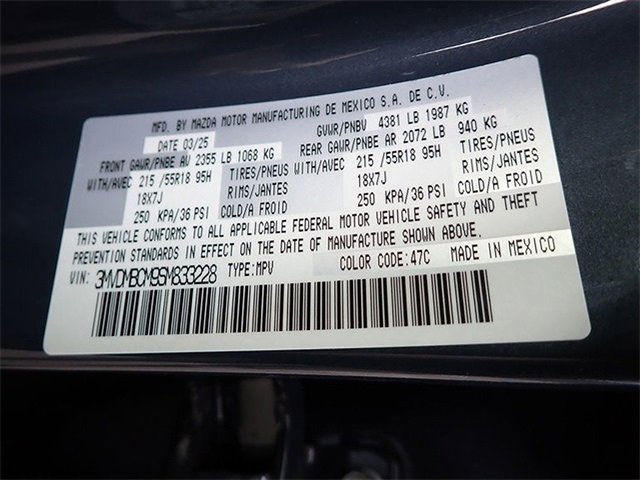 MFD. BY MAZDA MOTOR MANUFACTURING DE MEXICO S.A. DE C.V.
DATE 03/25 GVWR/PNBV 4381 LB 1987 KG
FRONT GAWR/PNBE AV 2355 LB 1068 KG REAR GAWR/PNBE AR 2072 LB 940 KG
WITH/AVEC 215 /55R18 95H TIRES/PNEUS WITH/AVEC 215 /55R18 95H TIRES/PNEUS
18X7J RIMS/JANTES 18X7J RIMS/JANTES
250 KPA/36 PSI COLD/A FROID 250 KPA/36 PSI COLD/A FROID
THIS VEHICLE CONFORMS TO ALL APPLICABLE FEDERAL MOTOR VEHICLE SAFETY AND THEFT
PREVENTION STANDARDS IN EFFECT ON THE DATE OF MANUFACTURE SHOWN ABOVE.
VIN: 3MVDMBCM9SM833228 TYPE:MPV COLOR CODE:47C MADE IN MEXICO